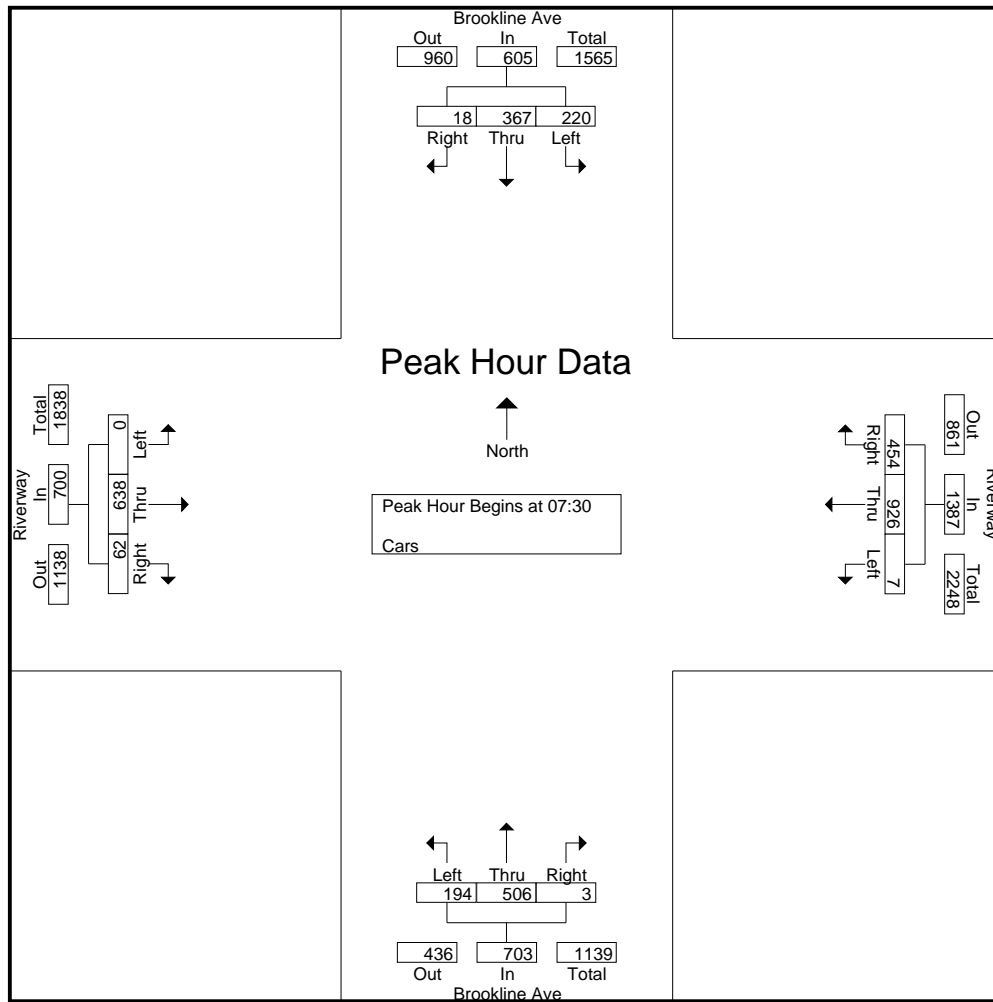 Brookline Ave
Out In Total
960 605 1565
18 367 220
Right Thru Left
Peak Hour Data
North
Peak Hour Begins at 07:30
Cars
Riverway
Total In Out
1838 700 1138
0 638 62
Left Thru Right
Riverway
Out In Total
861 1387 2248
454 926 7
Right Thru Left
Left Thru Right
194 506 3
436 703 1139
Out In Total
Brookline Ave